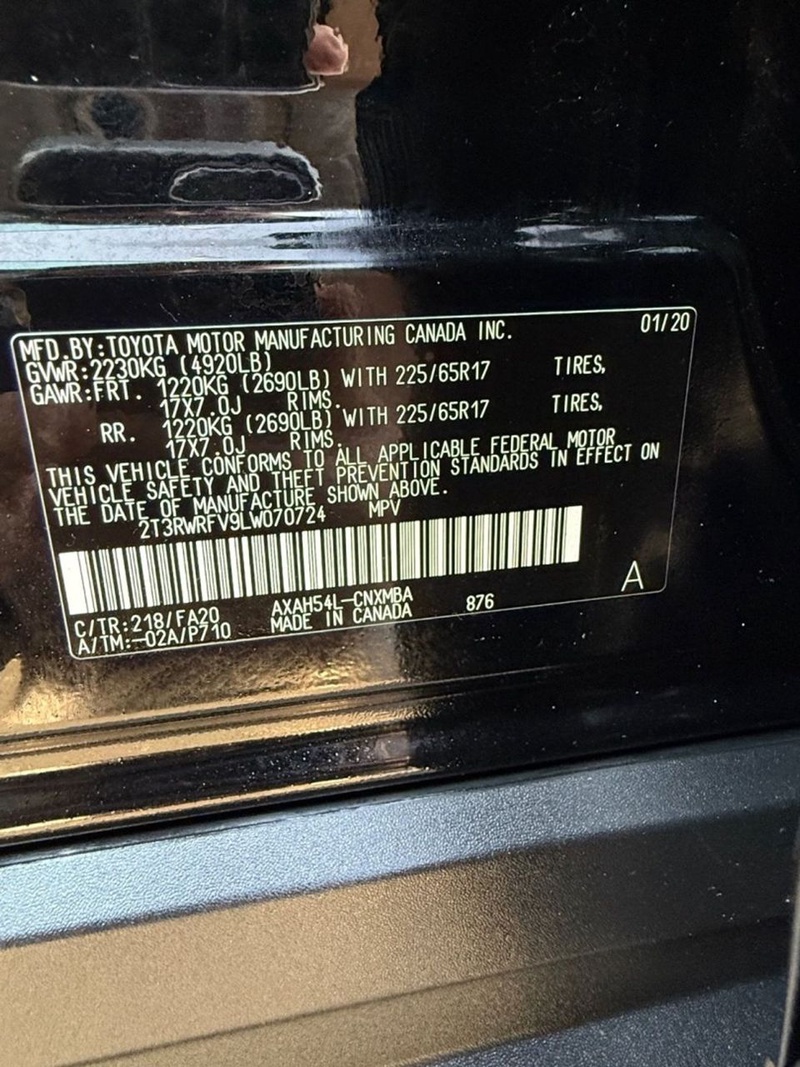 MFD.BY:TOYOTA MOTOR MANUFACTURING CANADA INC. 01/20
GVWR:2230KG (4920LB)
GAWR:FRT. 1220KG (2690LB) WITH 225/65R17 TIRES,
17X7.0J RIMS.
RR. 1220KG (2690LB) WITH 225/65R17 TIRES,
17X7.0J RIMS.
THIS VEHICLE CONFORMS TO ALL APPLICABLE FEDERAL MOTOR
VEHICLE SAFETY AND THEFT PREVENTION STANDARDS IN EFFECT ON
THE DATE OF MANUFACTURE SHOWN ABOVE.
2T3RWRFV9LW070724 MPV
C/TR:218/FA20 AXAH54L-CNXMBA 876 A
A/TM:-02A/P710 MADE IN CANADA